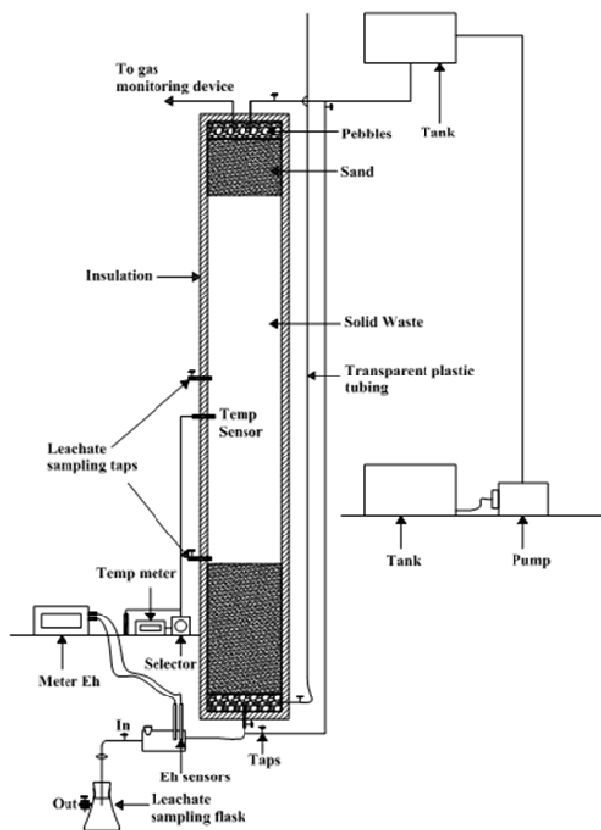 To gas
monitoring device
Tank
Pebbles
Sand
Insulation
Solid Waste
Transparent plastic
tubing
Temp
Sensor
Leachate
sampling taps
Tank
Pump
Temp meter
Selector
Meter Eh
In
Taps
Eh sensors
Out
Leachate
sampling flask